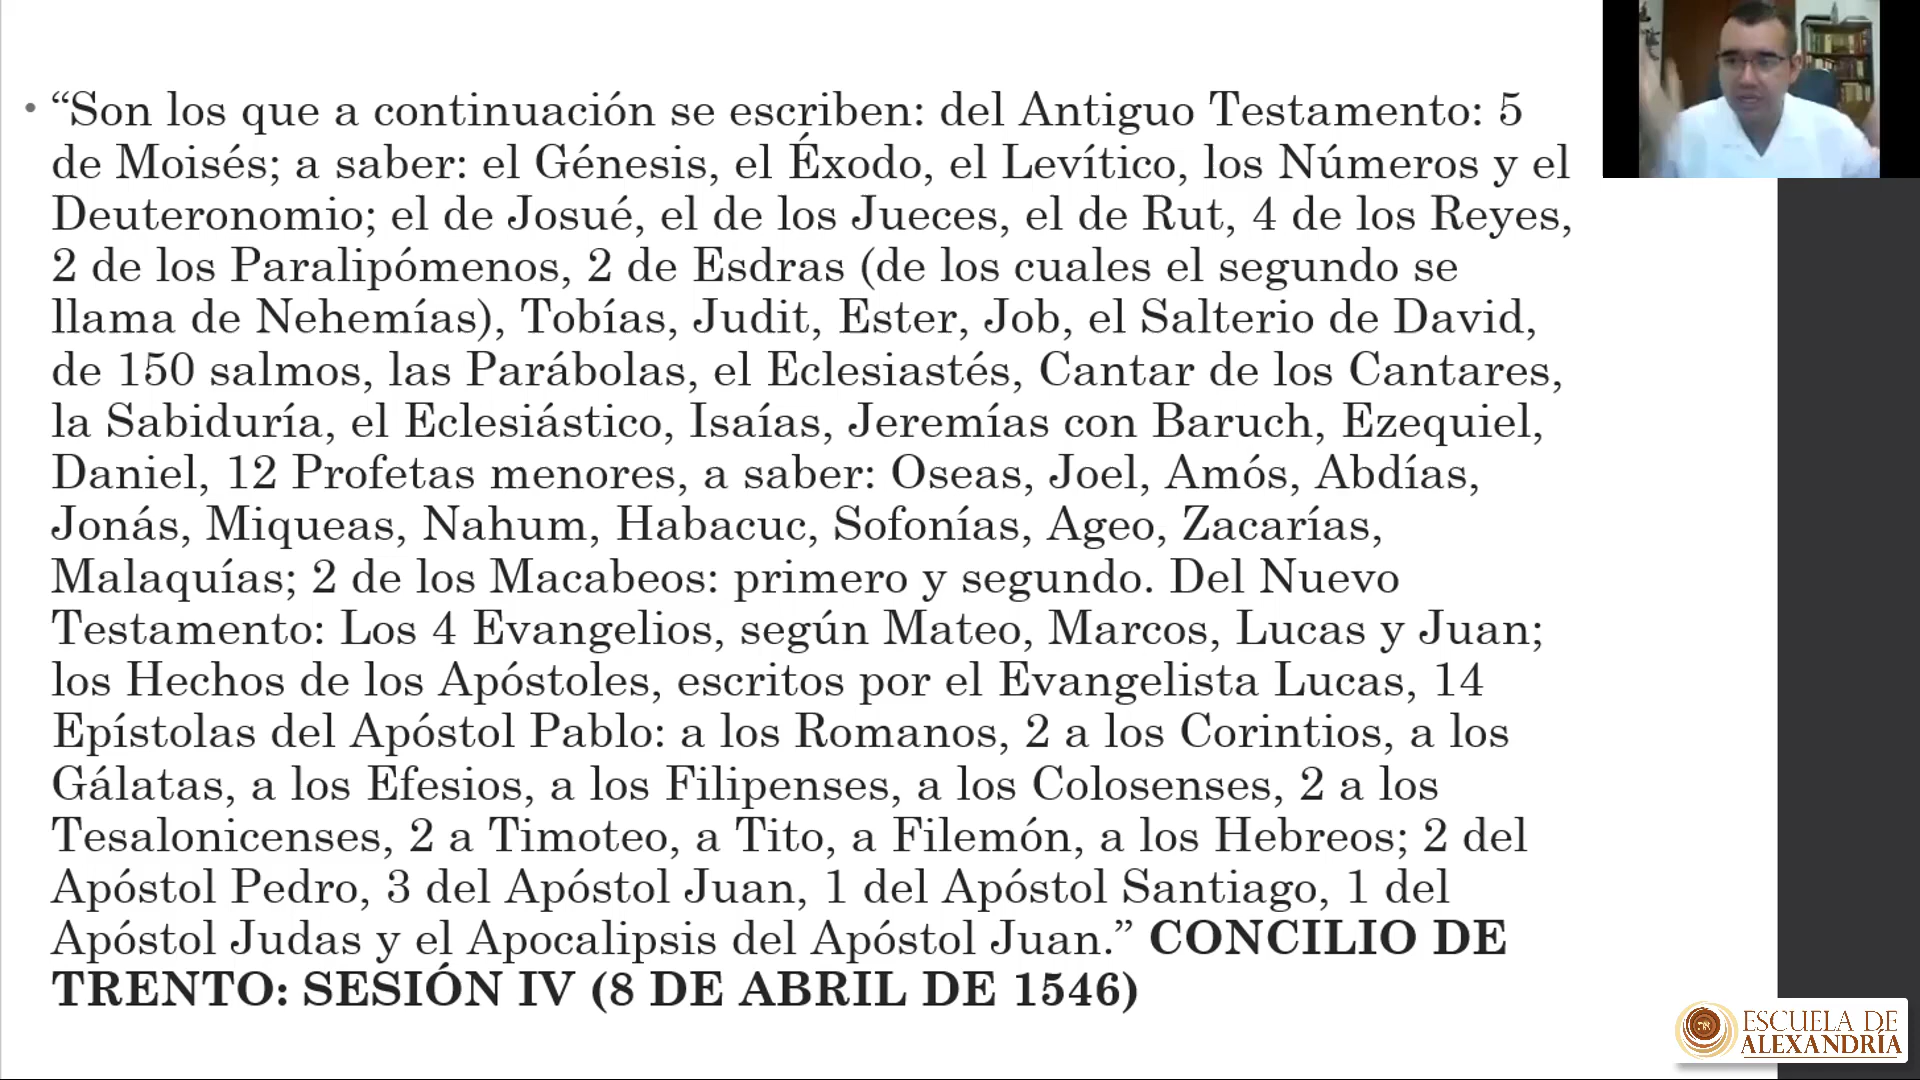 • “Son los que a continuación se escriben: del Antiguo Testamento: 5
de Moisés; a saber: el Génesis, el Éxodo, el Levítico, los Números y el
Deuteronomio; el de Josué, el de los Jueces, el de Rut, 4 de los Reyes,
2 de los Paralipómenos, 2 de Esdras (de los cuales el segundo se
llama de Nehemías), Tobías, Judit, Ester, Job, el Salterio de David,
de 150 salmos, las Parábolas, el Eclesiastés, Cantar de los Cantares,
la Sabiduría, el Eclesiástico, Isaías, Jeremías con Baruch, Ezequiel,
Daniel, 12 Profetas menores, a saber: Oseas, Joel, Amós, Abdías,
Jonás, Miqueas, Nahum, Habacuc, Sofonías, Ageo, Zacarías,
Malaquías; 2 de los Macabeos: primero y segundo. Del Nuevo
Testamento: Los 4 Evangelios, según Mateo, Marcos, Lucas y Juan;
los Hechos de los Apóstoles, escritos por el Evangelista Lucas, 14
Epístolas del Apóstol Pablo: a los Romanos, 2 a los Corintios, a los
Gálatas, a los Efesios, a los Filipenses, a los Colosenses, 2 a los
Tesalonicenses, 2 a Timoteo, a Tito, a Filemón, a los Hebreos; 2 del
Apóstol Pedro, 3 del Apóstol Juan, 1 del Apóstol Santiago, 1 del
Apóstol Judas y el Apocalipsis del Apóstol Juan.” CONCILIO DE
TRENTO: SESIÓN IV (8 DE ABRIL DE 1546)
ESCUELA DE
ALEXANDRÍA